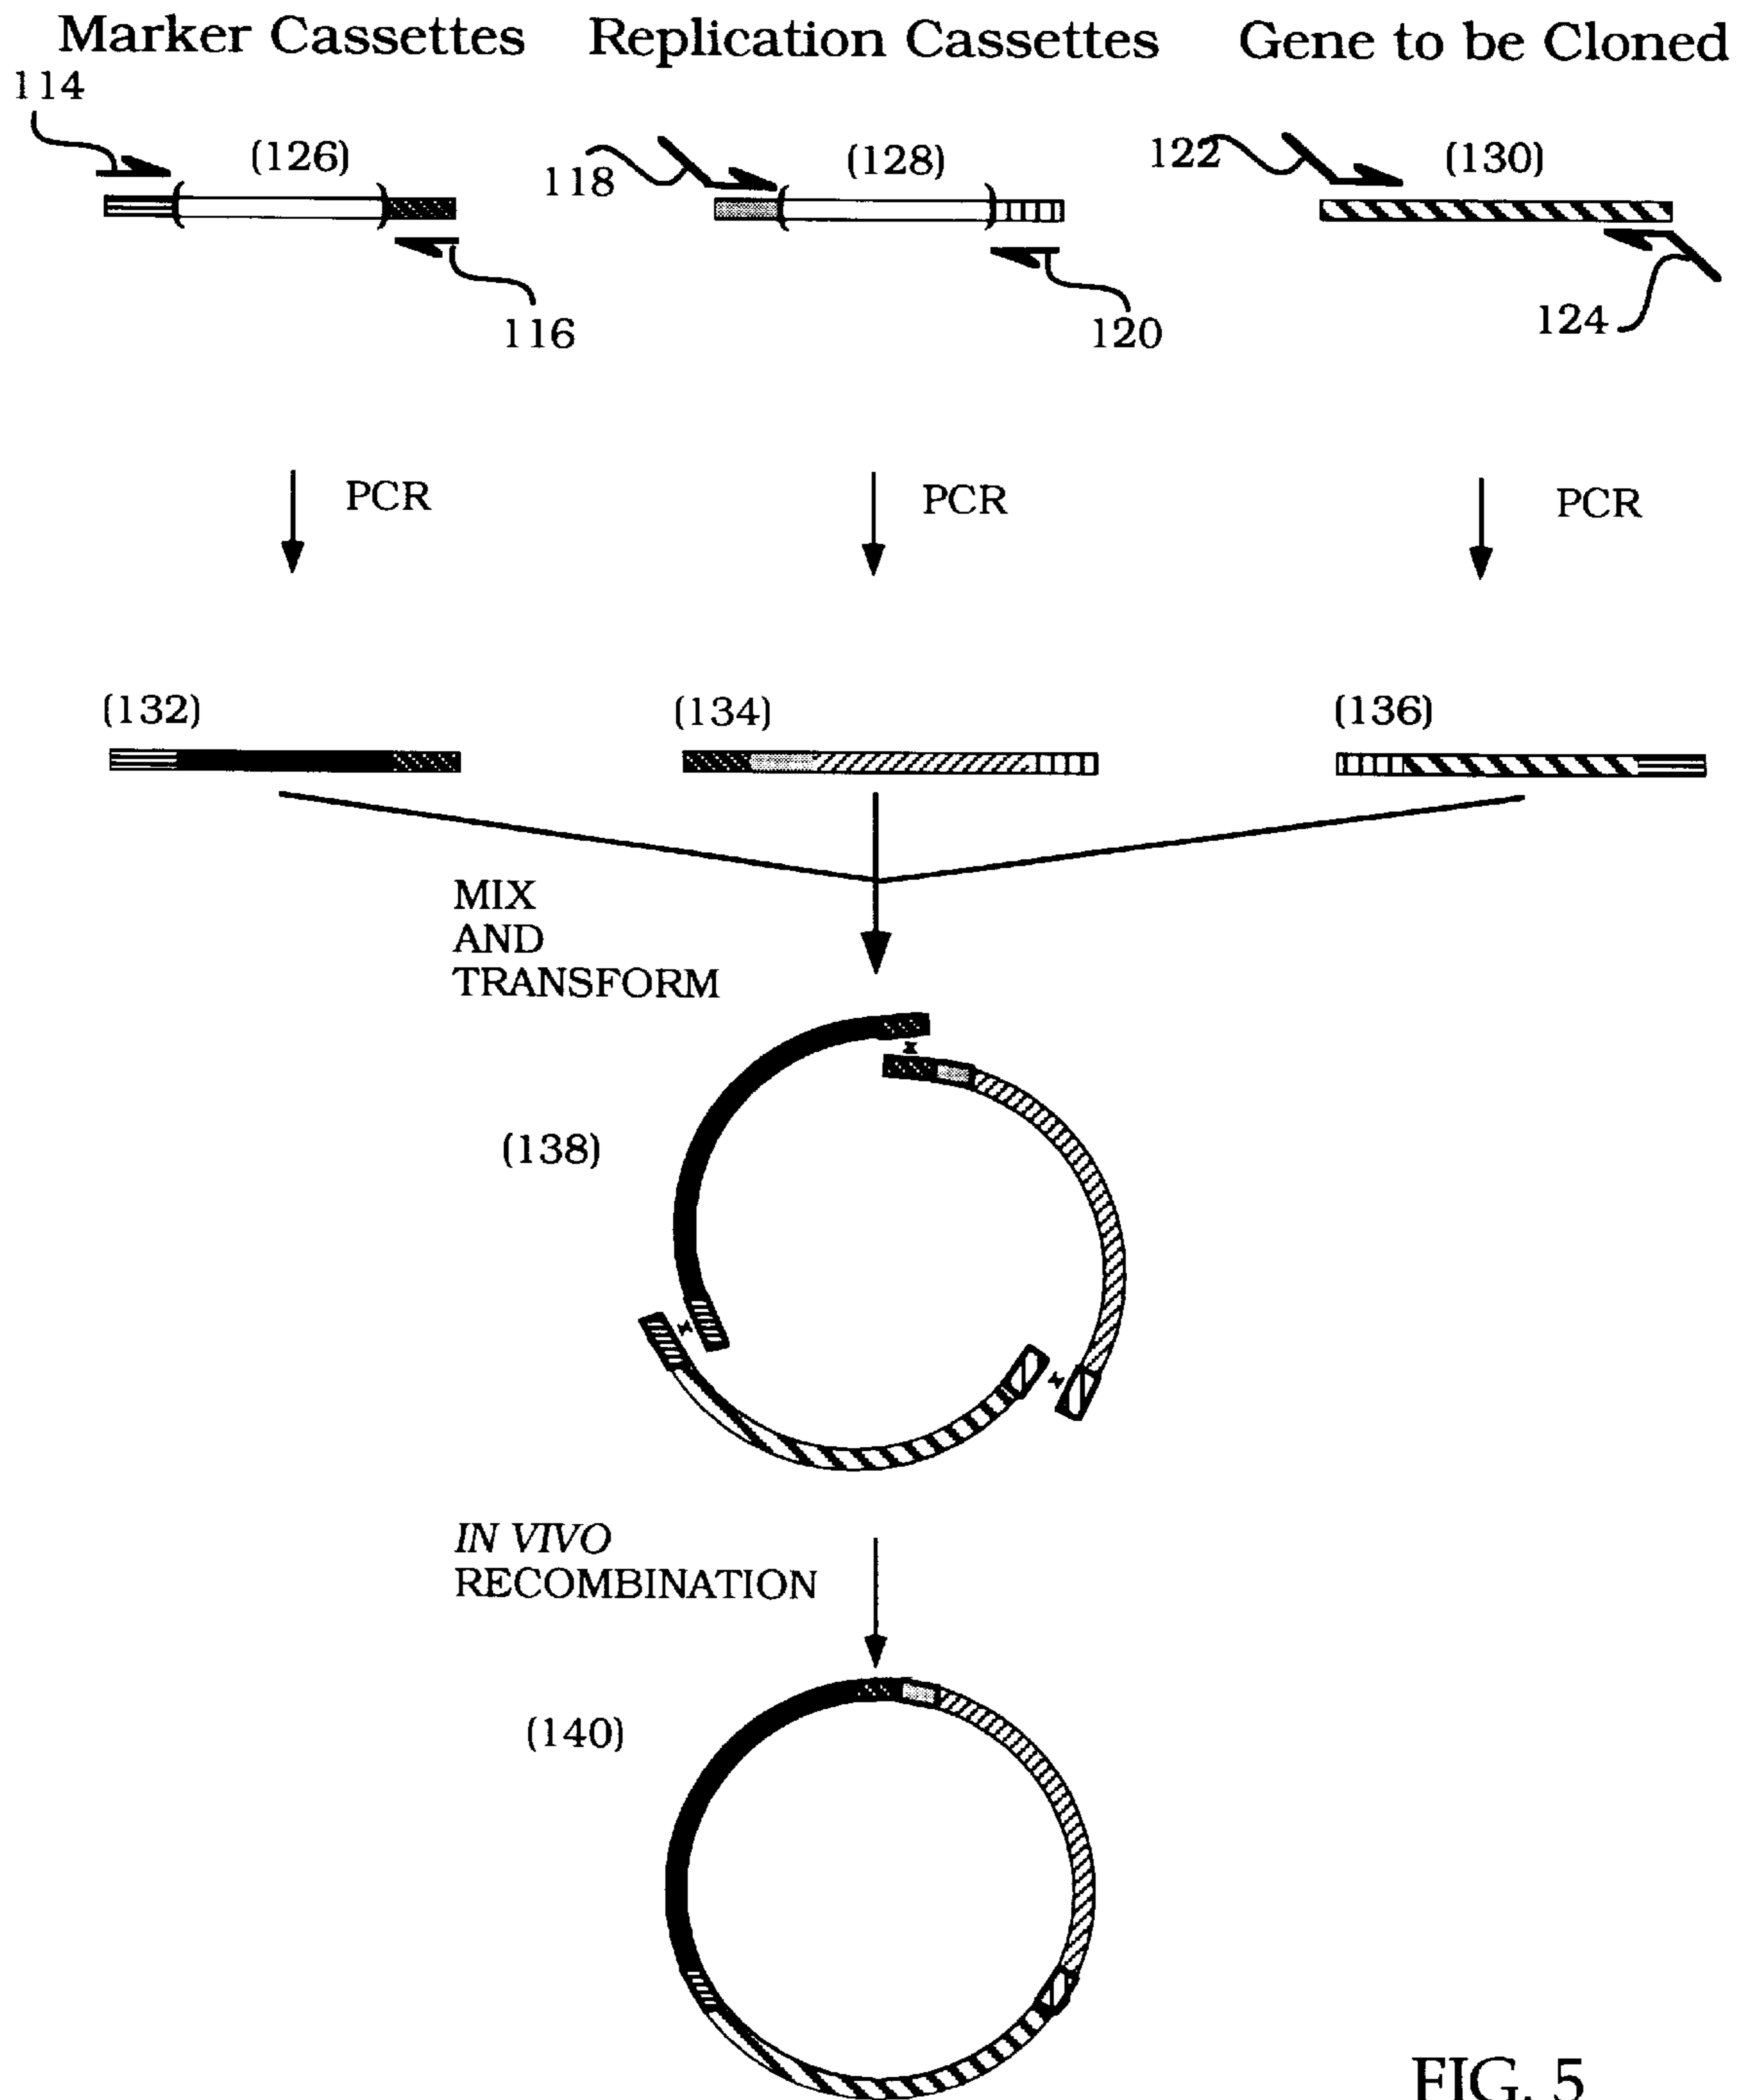 Marker Cassettes Replication Cassettes Gene to be Cloned
114
(126)
118
(128)
122
(130)
116
120
124
PCR
PCR
PCR
(132)
(134)
(136)
MIX
AND
TRANSFORM
(138)
IN VIVO
RECOMBINATION
(140)
FIG. 5